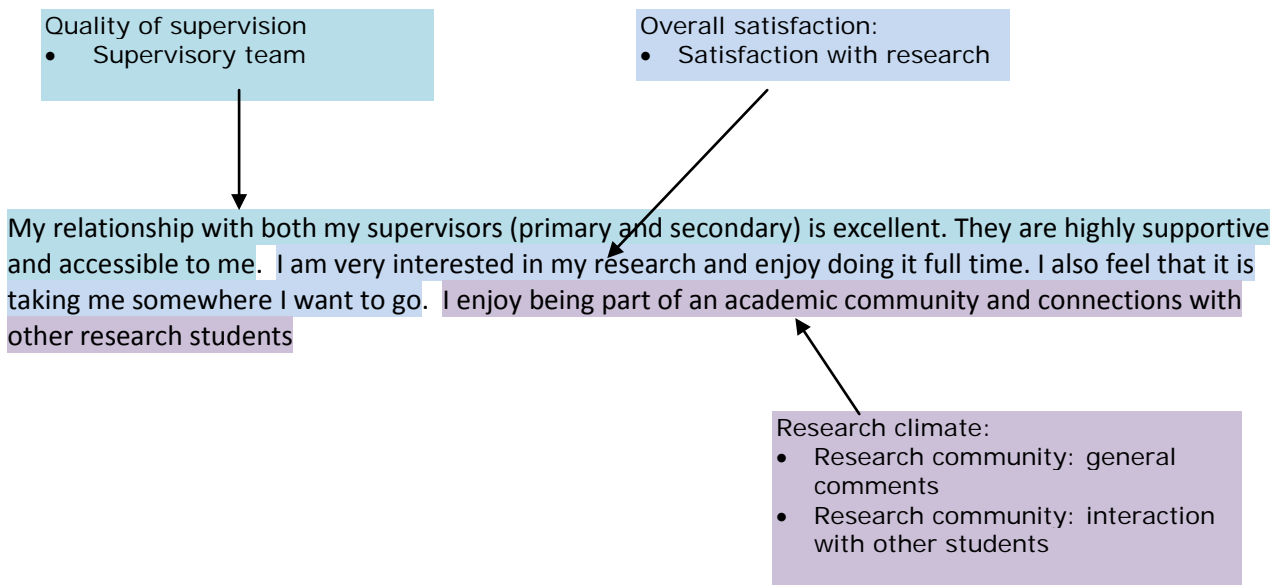 Quality of supervision
• Supervisory team
Overall satisfaction:
• Satisfaction with research
My relationship with both my supervisors (primary and secondary) is excellent. They are highly supportive
and accessible to me.  I am very interested in my research and enjoy doing it full time. I also feel that it is
taking me somewhere I want to go.  I enjoy being part of an academic community and connections with
other research students
Research climate:
• Research community: general
comments
• Research community: interaction
with other students